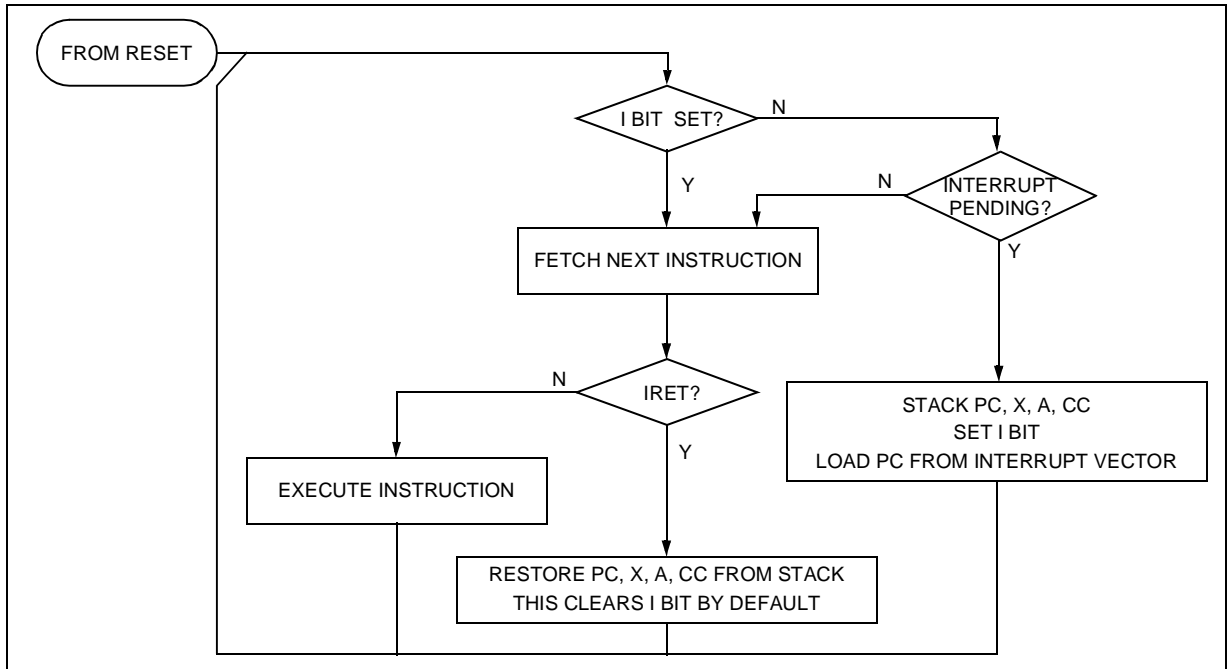 FROM RESET
I BIT SET?
N
Y
N
INTERRUPT
PENDING?
Y
FETCH NEXT INSTRUCTION
N
IRET?
Y
STACK PC, X, A, CC
SET I BIT
LOAD PC FROM INTERRUPT VECTOR
EXECUTE INSTRUCTION
RESTORE PC, X, A, CC FROM STACK
THIS CLEARS I BIT BY DEFAULT